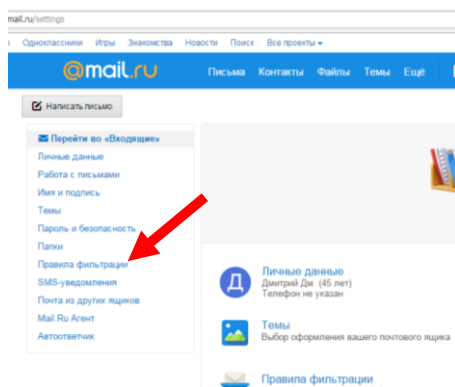 mail.ru/settings
Одноклассники Игры Знакомства Новости Поиск Все проекты
@mail.ru Письма Контакты Файлы Темы Ещё
Написать письмо
Перейти во «Входящие»
Личные данные
Работа с письмами
Имя и подпись
Темы
Пароль и безопасность
Папки
Правила фильтрации
SMS-уведомления
Почта из других ящиков
Mail.Ru Агент
Автоответчик
Д
Личные данные
Дмитрий Дм (45 лет)
Телефон не указан
Темы
Выбор оформления вашего почтового ящика
Правила фильтрации